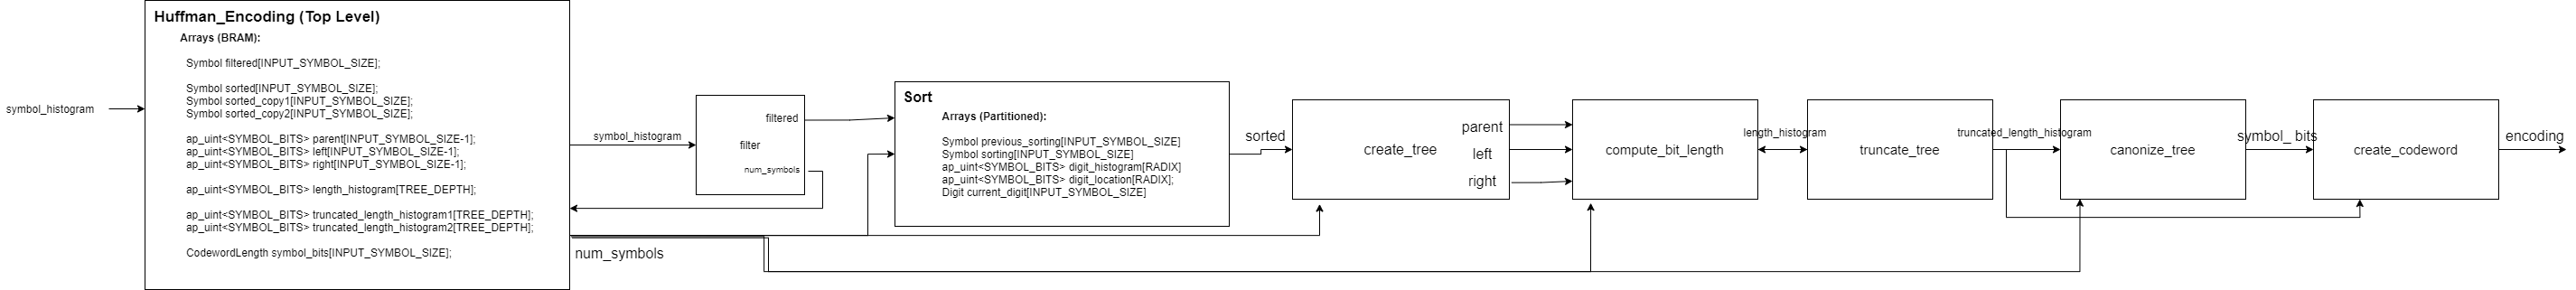 Huffman_Encoding (Top Level)
Arrays (BRAM):
Symbol filtered[INPUT_SYMBOL_SIZE];
Symbol sorted[INPUT_SYMBOL_SIZE];
Symbol sorted_copy1[INPUT_SYMBOL_SIZE];
Symbol sorted_copy2[INPUT_SYMBOL_SIZE];
ap_uint<SYMBOL_BITS> parent[INPUT_SYMBOL_SIZE-1];
ap_uint<SYMBOL_BITS> left[INPUT_SYMBOL_SIZE-1];
ap_uint<SYMBOL_BITS> right[INPUT_SYMBOL_SIZE-1];
ap_uint<SYMBOL_BITS> length_histogram[TREE_DEPTH];
ap_uint<SYMBOL_BITS> truncated_length_histogram1[TREE_DEPTH];
ap_uint<SYMBOL_BITS> truncated_length_histogram2[TREE_DEPTH];
CodewordLength symbol_bits[INPUT_SYMBOL_SIZE];
symbol_histogram
symbol_histogram
filtered
filter
num_symbols
num_symbols
Sort
Arrays (Partitioned):
Symbol previous_sorting[INPUT_SYMBOL_SIZE]
Symbol sorting[INPUT_SYMBOL_SIZE]
ap_uint<SYMBOL_BITS> digit_histogram[RADIX]
ap_uint<SYMBOL_BITS> digit_location[RADIX];
Digit current_digit[INPUT_SYMBOL_SIZE]
sorted
create_tree
parent
left
right
compute_bit_length
length_histogram
truncate_tree
truncated_length_histogram
canonize_tree
symbol_ bits
create_codeword
encoding